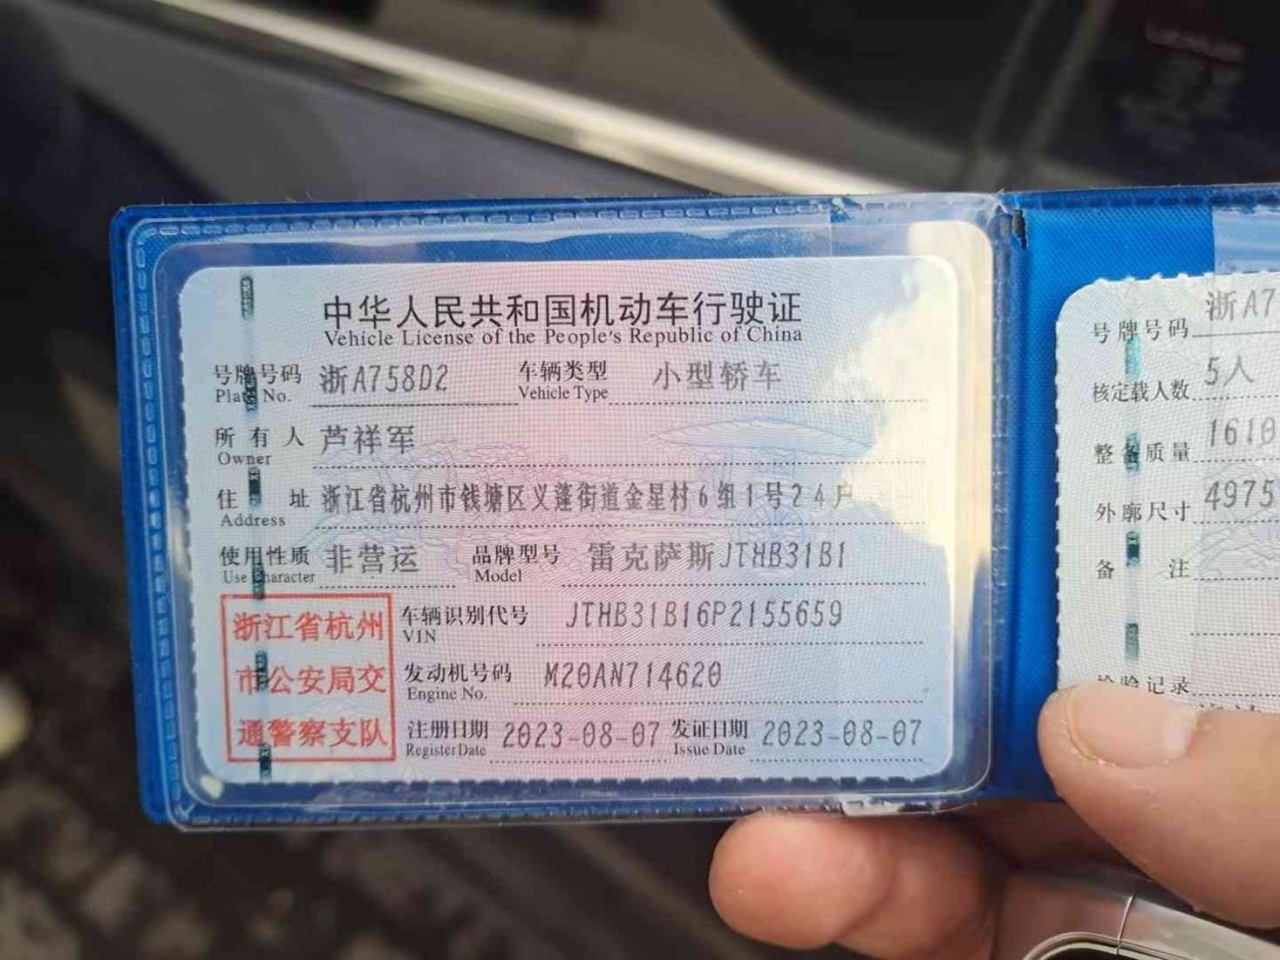 中华人民共和国机动车行驶证
Vehicle License of the People's Republic of China
号牌号码 浙A758D2 车辆类型 小型轿车
Plate No. Vehicle Type
所有人 芦祥军
Owner
住址 浙江省杭州市钱塘区义蓬街道金星村6组1号24户
Address
使用性质 非营运 品牌型号 雷克萨斯JTHB31B1
Use Character Model
浙江省杭州
市公安局交
通警察支队
车辆识别代号 JTHB31B16P2155659
VIN
发动机号码 M20AN714620
Engine No.
注册日期 2023-08-07 发证日期 2023-08-07
Register Date Issue Date
号牌号码 浙A7
核定载人数 5人
整备质量 1610
外廓尺寸 4975
备注
检验记录